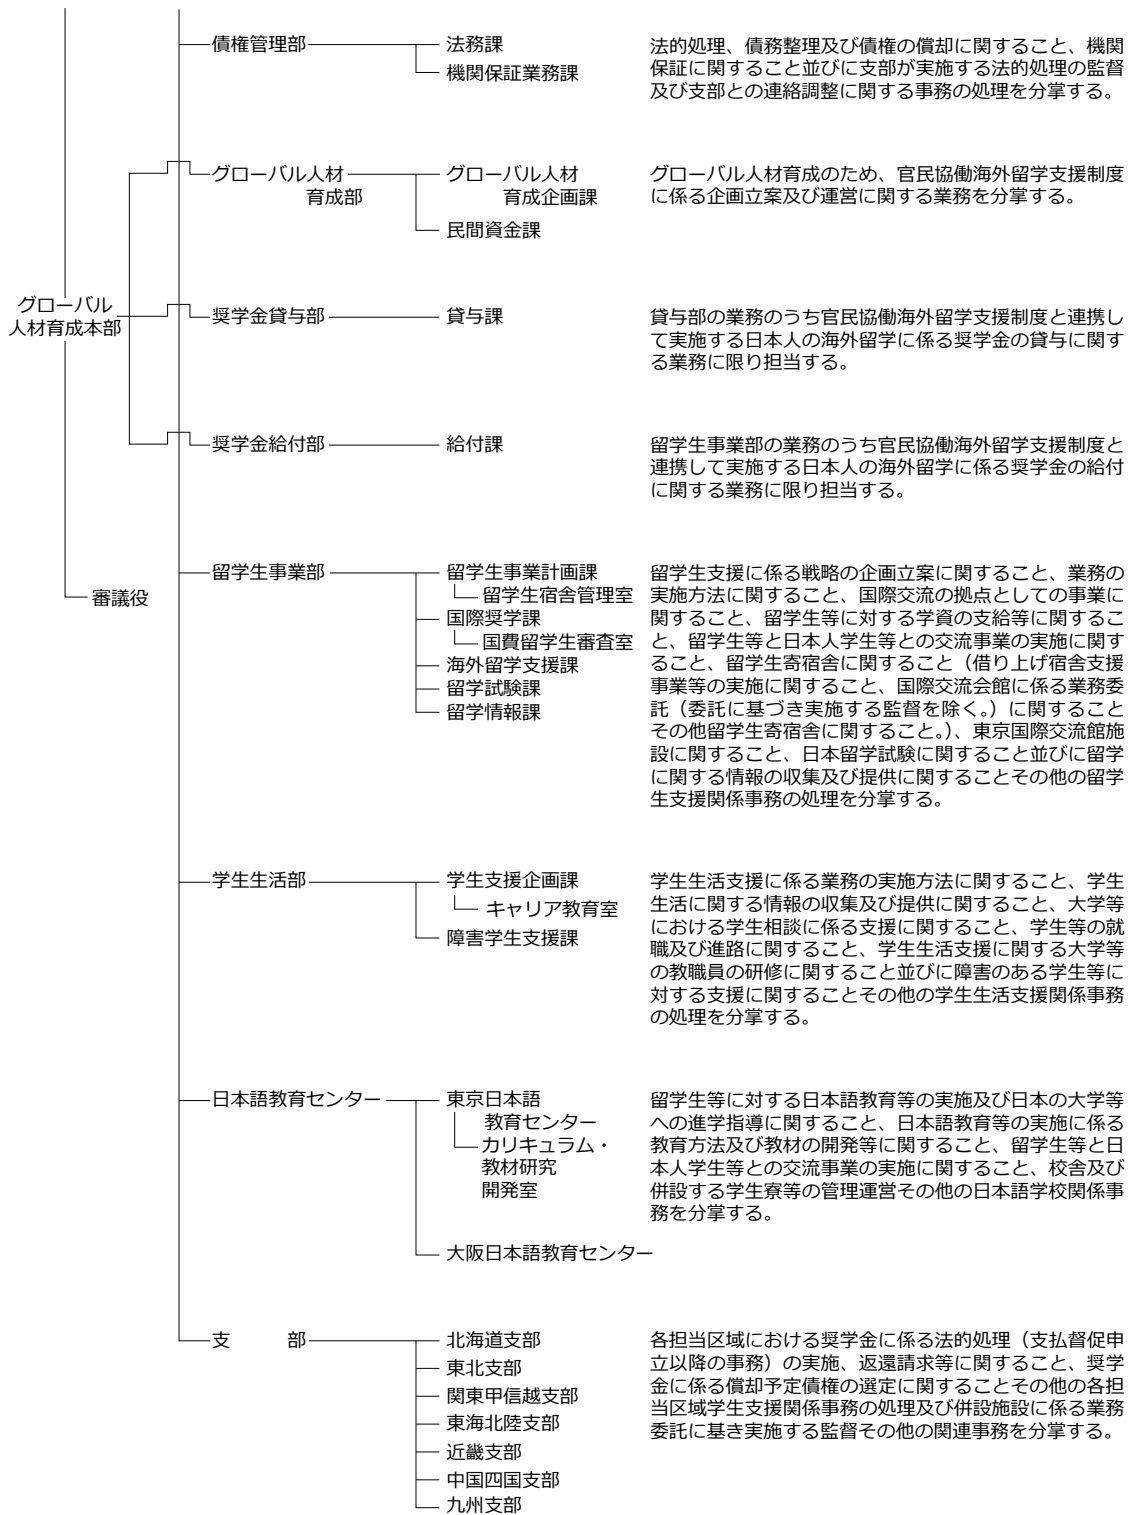 債権管理部
法務課
機関保証業務課
法的処理、債務整理及び債権の償却に関すること、機関
保証に関すること並びに支部が実施する法的処理の監督
及び支部との連絡調整に関する事務の処理を分掌する。
グローバル人材
育成部
グローバル人材
育成企画課
民間資金課
グローバル人材育成のため、官民協働海外留学支援制度
に係る企画立案及び運営に関する業務を分掌する。
グローバル
人材育成本部
奨学金貸与部
貸与課
貸与部の業務のうち官民協働海外留学支援制度と連携し
て実施する日本人の海外留学に係る奨学金の貸与に関す
る業務に限り担当する。
奨学金給付部
給付課
留学生事業部の業務のうち官民協働海外留学支援制度と
連携して実施する日本人の海外留学に係る奨学金の給付
に関する業務に限り担当する。
審議役
留学生事業部
留学生事業計画課
留学生宿舎管理室
国際奨学課
国費留学生審査室
海外留学支援課
留学試験課
留学情報課
留学生支援に係る戦略の企画立案に関すること、業務の
実施方法に関すること、国際交流の拠点としての事業に
関すること、留学生等に対する学資の支給等に関するこ
と、留学生等と日本人学生等との交流事業の実施に関す
ること、留学生寄宿舎に関すること（借り上げ宿舎支援
事業等の実施に関すること、国際交流会館に係る業務委
託（委託に基づき実施する監督を除く。）に関すること
その他留学生寄宿舎に関すること。）、東京国際交流館施
設に関すること、日本留学試験に関すること並びに留学
に関する情報の収集及び提供に関することその他の留学
生支援関係事務の処理を分掌する。
学生生活部
学生支援企画課
キャリア教育室
障害学生支援課
学生生活支援に係る業務の実施方法に関すること、学生
生活に関する情報の収集及び提供に関すること、大学等
における学生相談に係る支援に関すること、学生等の就
職及び進路に関すること、学生生活支援に関する大学等
の教職員の研修に関すること並びに障害のある学生等に
対する支援に関することその他の学生生活支援関係事務
の処理を分掌する。
日本語教育センター
東京日本語
教育センター
カリキュラム・
教材研究
開発室
大阪日本語教育センター
留学生等に対する日本語教育等の実施及び日本の大学等
への進学指導に関すること、日本語教育等の実施に係る
教育方法及び教材の開発等に関すること、留学生等と日
本人学生等との交流事業の実施に関すること、校舎及び
併設する学生寮等の管理運営その他の日本語学校関係事
務を分掌する。
支　　部
北海道支部
東北支部
関東甲信越支部
東海北陸支部
近畿支部
中国四国支部
九州支部
各担当区域における奨学金に係る法的処理（支払督促申
立以降の事務）の実施、返還請求等に関すること、奨学
金に係る償却予定債権の選定に関することその他の各担
当区域学生支援関係事務の処理及び併設施設に係る業務
委託に基き実施する監督その他の関連事務を分掌する。